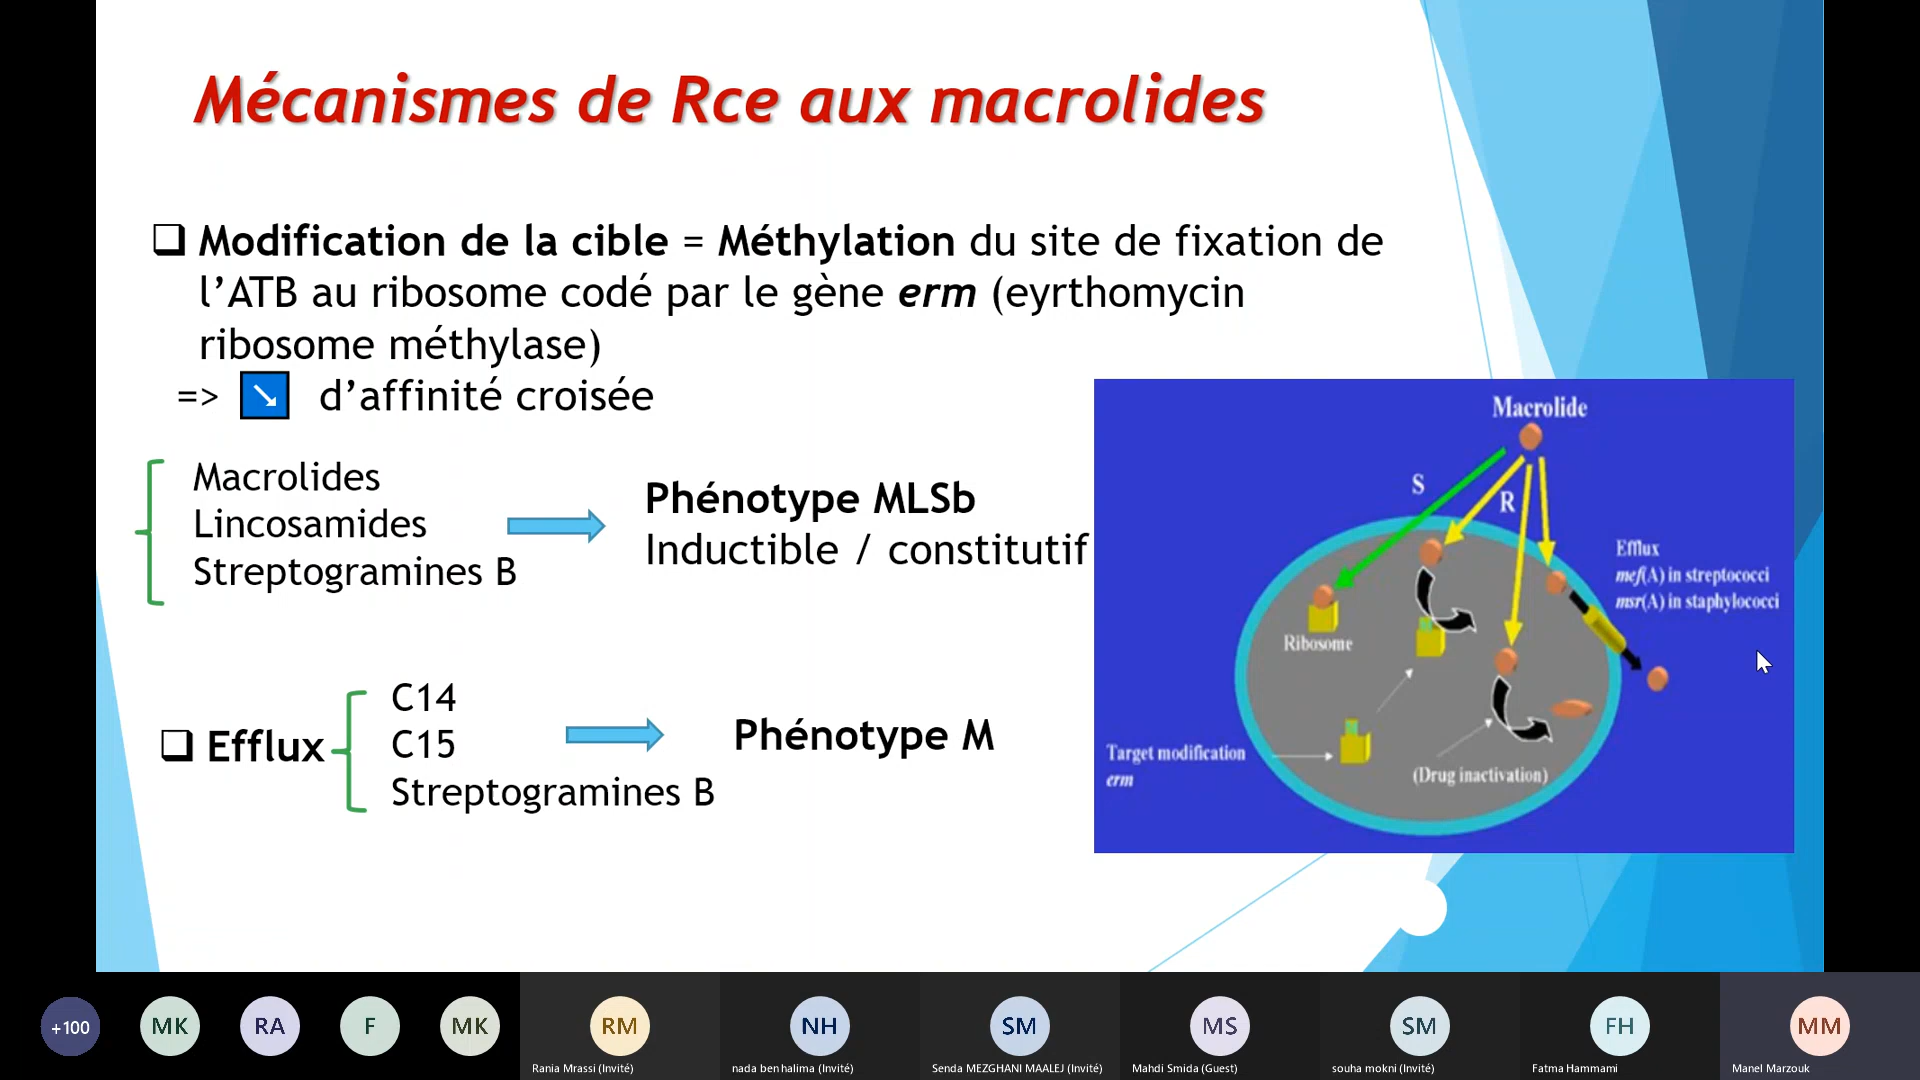 Mécanismes de Rce aux macrolides
Modification de la cible = Méthylation du site de fixation de
l’ATB au ribosome codé par le gène erm (eyrthomycin
ribosome méthylase)
=> ↘ d’affinité croisée
Macrolides
Lincosamides
Streptogramines B
Phénotype MLSb
Inductible / constitutif
Efflux
C14
C15
Streptogramines B
Phénotype M
Macrolide
S
R
Efflux
mef(A) in streptococci
msr(A) in staphylococci
Ribosome
Target modification
erm
(Drug inactivation)
+100
MK
RA
F
MK
RM
NH
SM
MS
SM
FH
MM
Rania Mrassi (Invité)
nada ben halima (Invité)
Senda MEZGHANI MAALEJ (Invité)
Mahdi Smida (Guest)
souha mokni (Invité)
Fatma Hammami
Manel Marzouk